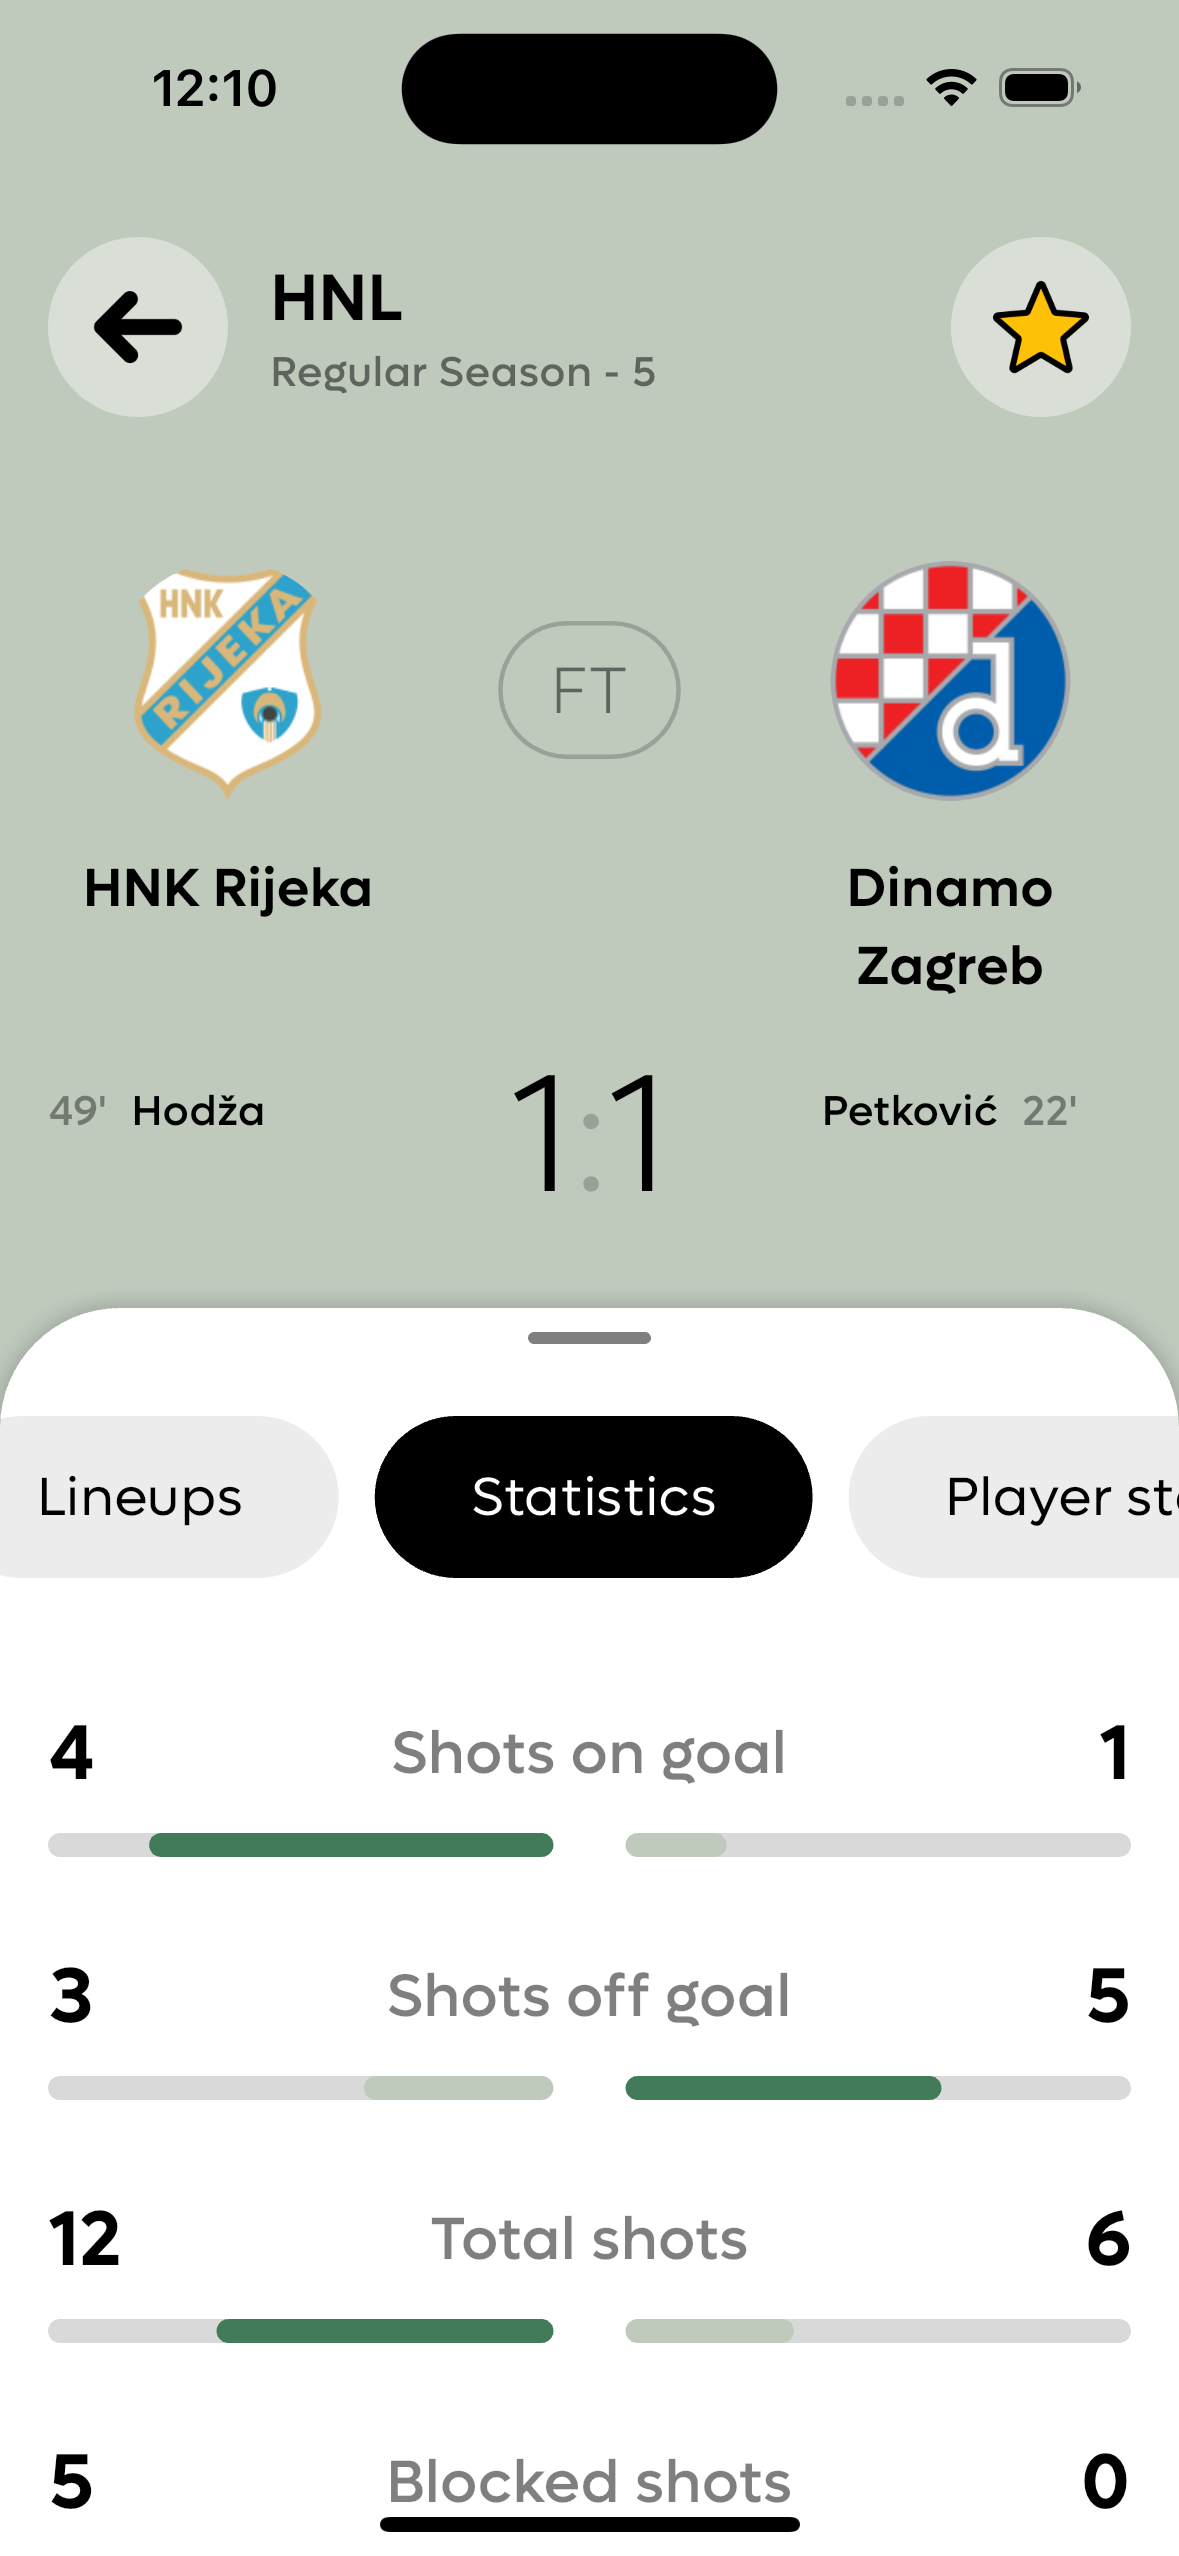 12:10
HNL
Regular Season - 5
HNK
RIJEKA
FT
d
HNK Rijeka
Dinamo
Zagreb
49' Hodža
1:1
Petković 22'
Lineups
Statistics
Player st
4 Shots on goal 1
3 Shots off goal 5
12 Total shots 6
5 Blocked shots 0